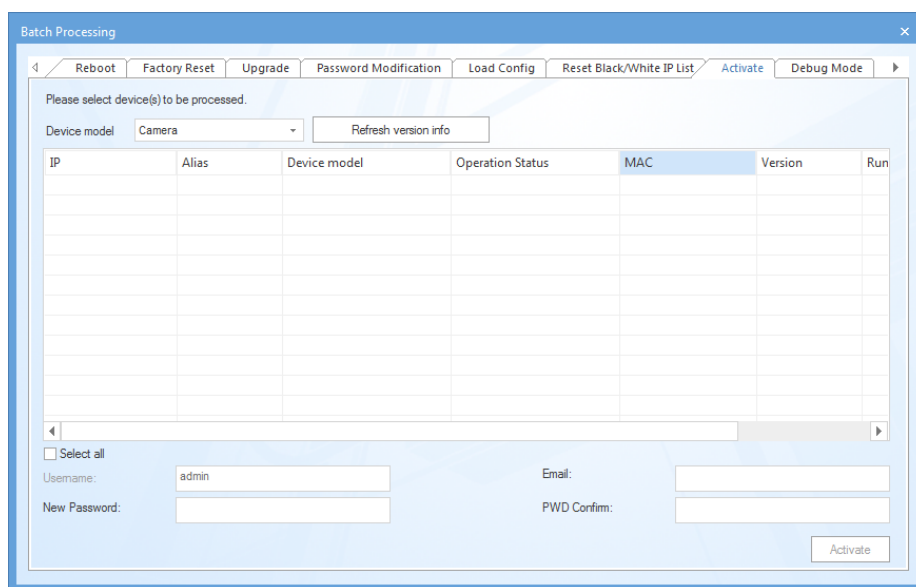 Batch Processing
Reboot Factory Reset Upgrade Password Modification Load Config Reset Black/White IP List Activate Debug Mode
Please select device(s) to be processed.
Device model Camera Refresh version info
IP Alias Device model Operation Status MAC Version Run
Select all
Username: admin Email:
New Password: PWD Confirm:
Activate